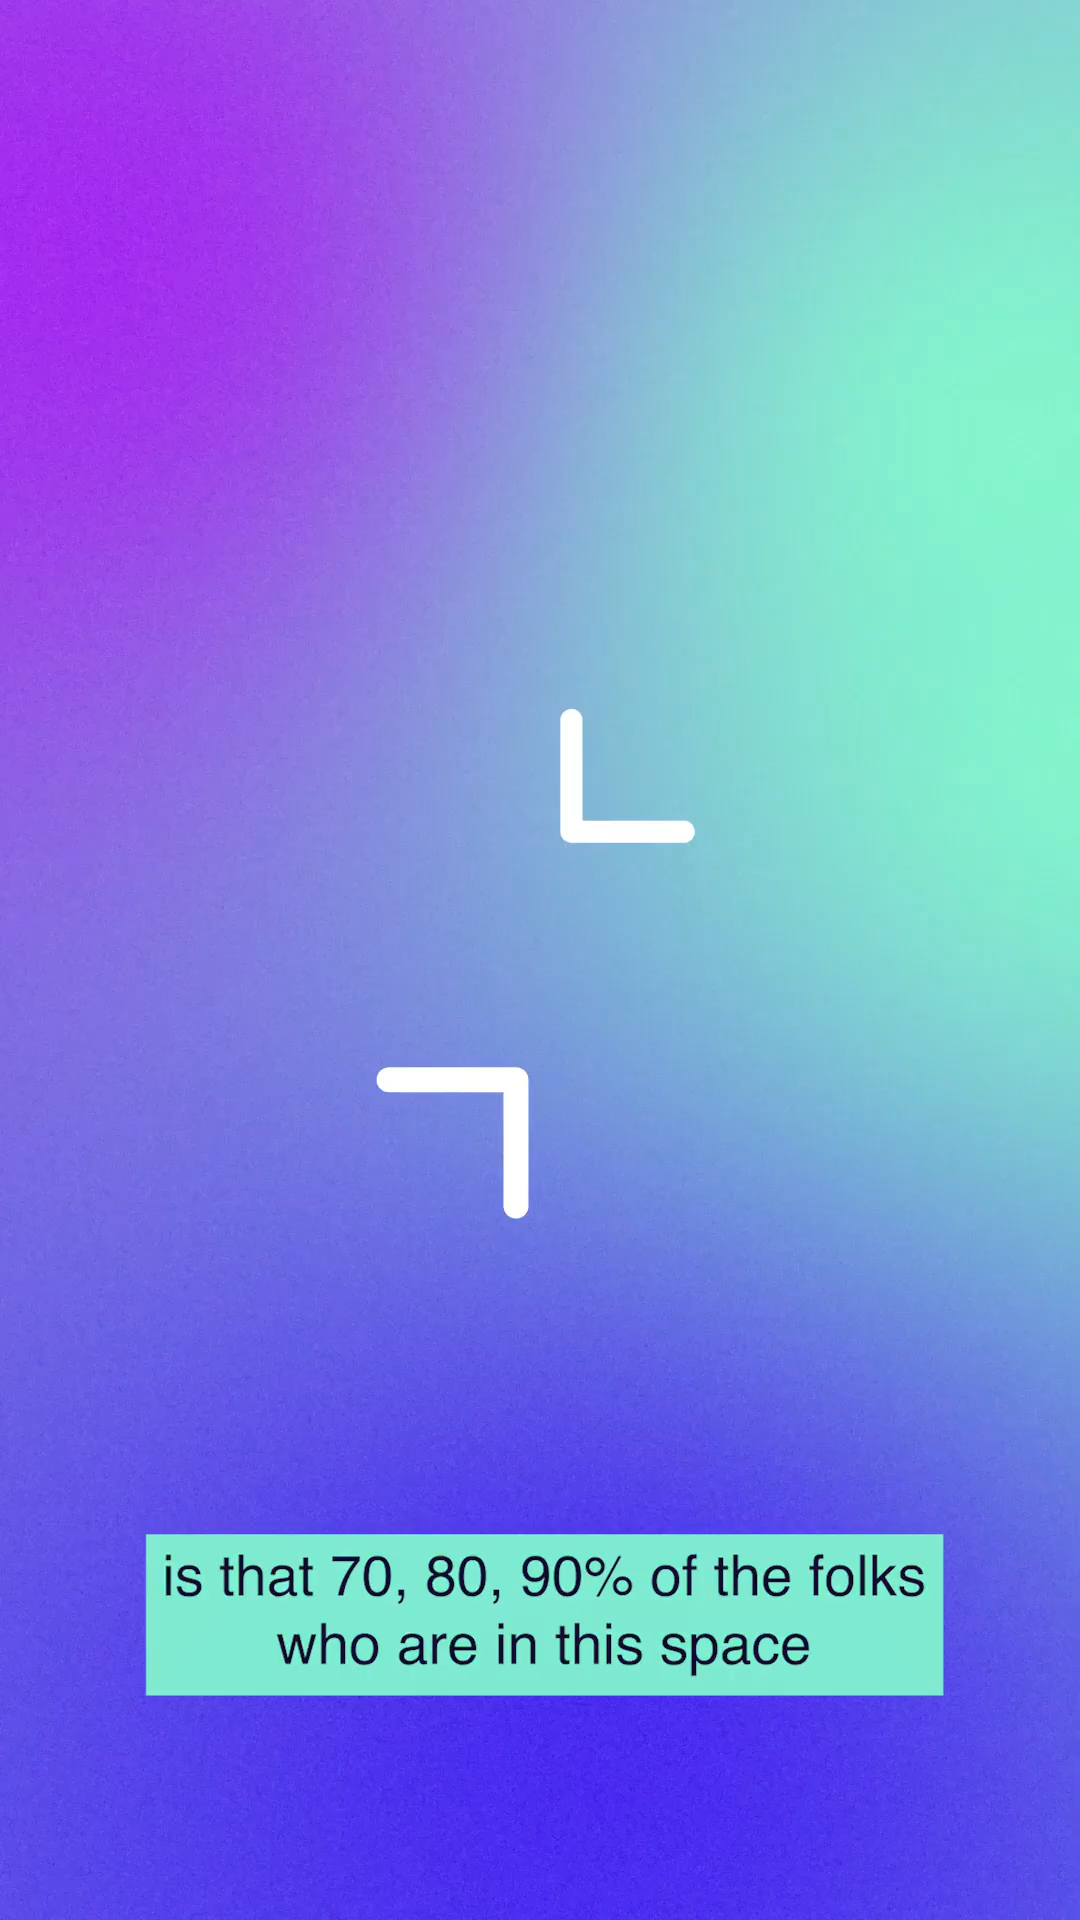 is that 70, 80, 90% of the folks
who are in this space